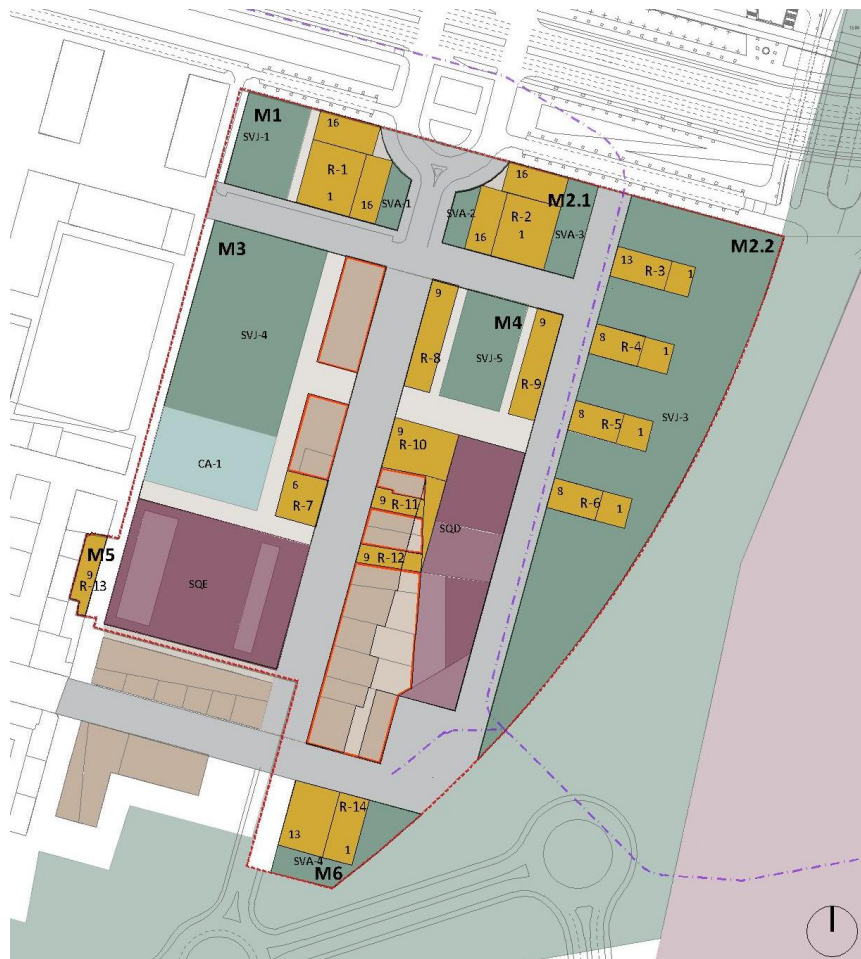 M1
SVJ-1
16
R-1
1
16
SVA-1
16
M2.1
SVA-2
R-2
SVA-3
16
1
M2.2
13
R-3
1
M3
SVJ-4
9
R-8
M4
SVJ-5
9
R-9
8
R-4
1
SVJ-3
8
R-5
1
9
R-10
CA-1
6
R-7
9
R-11
8
R-6
1
SQD
9
R-12
M5
9
R-13
SQE
R-14
13
1
SVA-4
M6